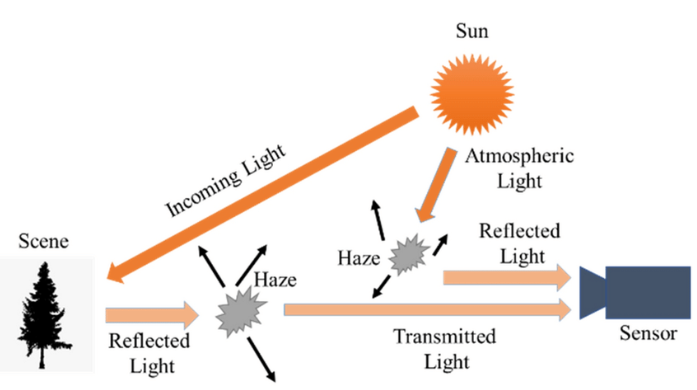 Sun
Incoming Light
Atmospheric
Light
Scene
Haze
Reflected
Light
Haze
Reflected
Light
Transmitted
Light
Sensor